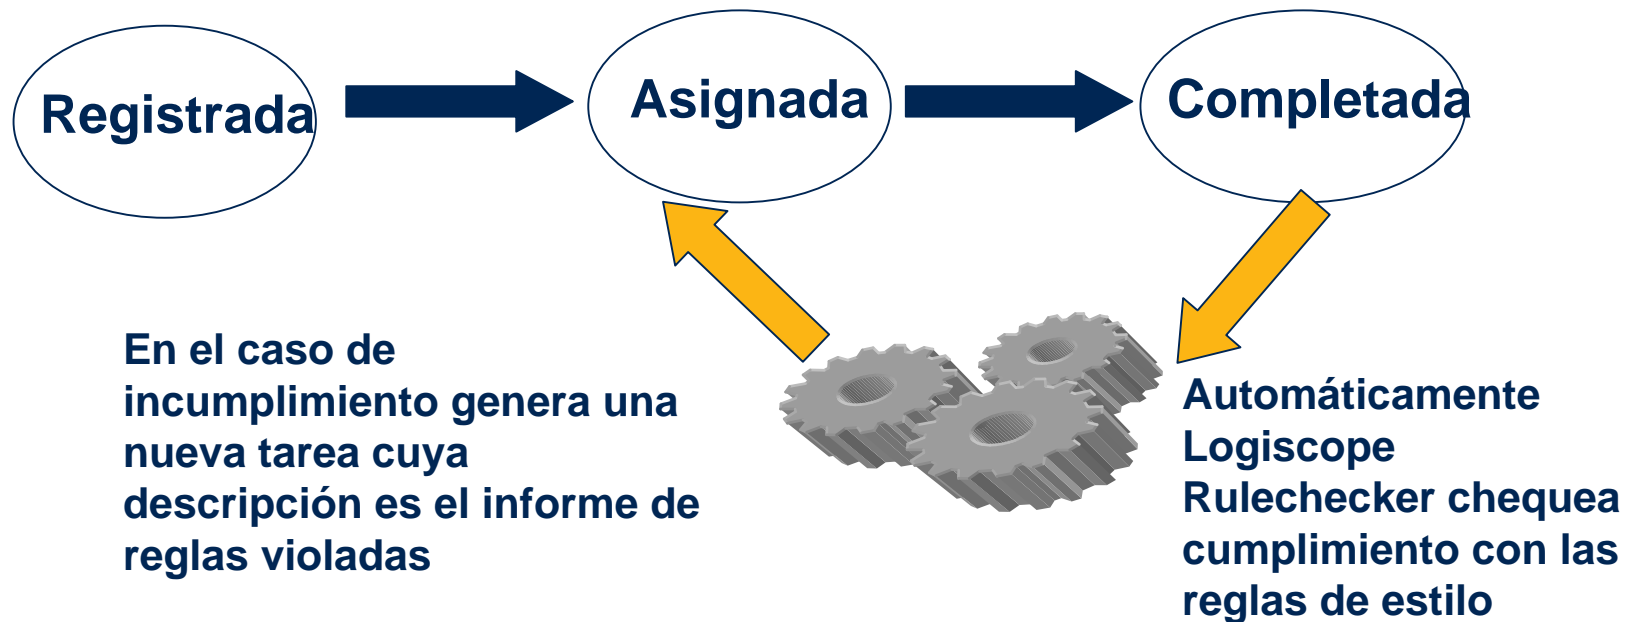 Registrada
Asignada
Completada
En el caso de
incumplimiento genera una
nueva tarea cuya
descripción es el informe de
reglas violadas
Automáticamente
Logiscope
Rulechecker chequea
cumplimiento con las
reglas de estilo